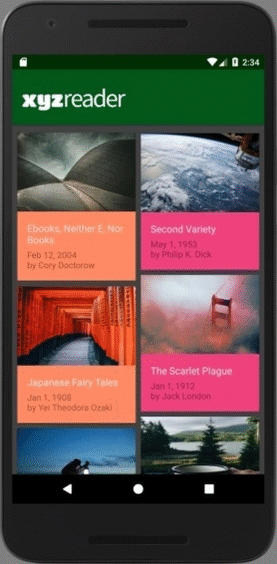 2:34
xyzreader
Ebooks, Neither E, Nor
Books
Feb 12, 2004
by Cory Doctorow
Second Variety
May 1, 1953
by Philip K. Dick
Japanese Fairy Tales
Jan 1, 1908
by Yei Theodora Ozaki
The Scarlet Plague
Jan 1, 1912
by Jack London